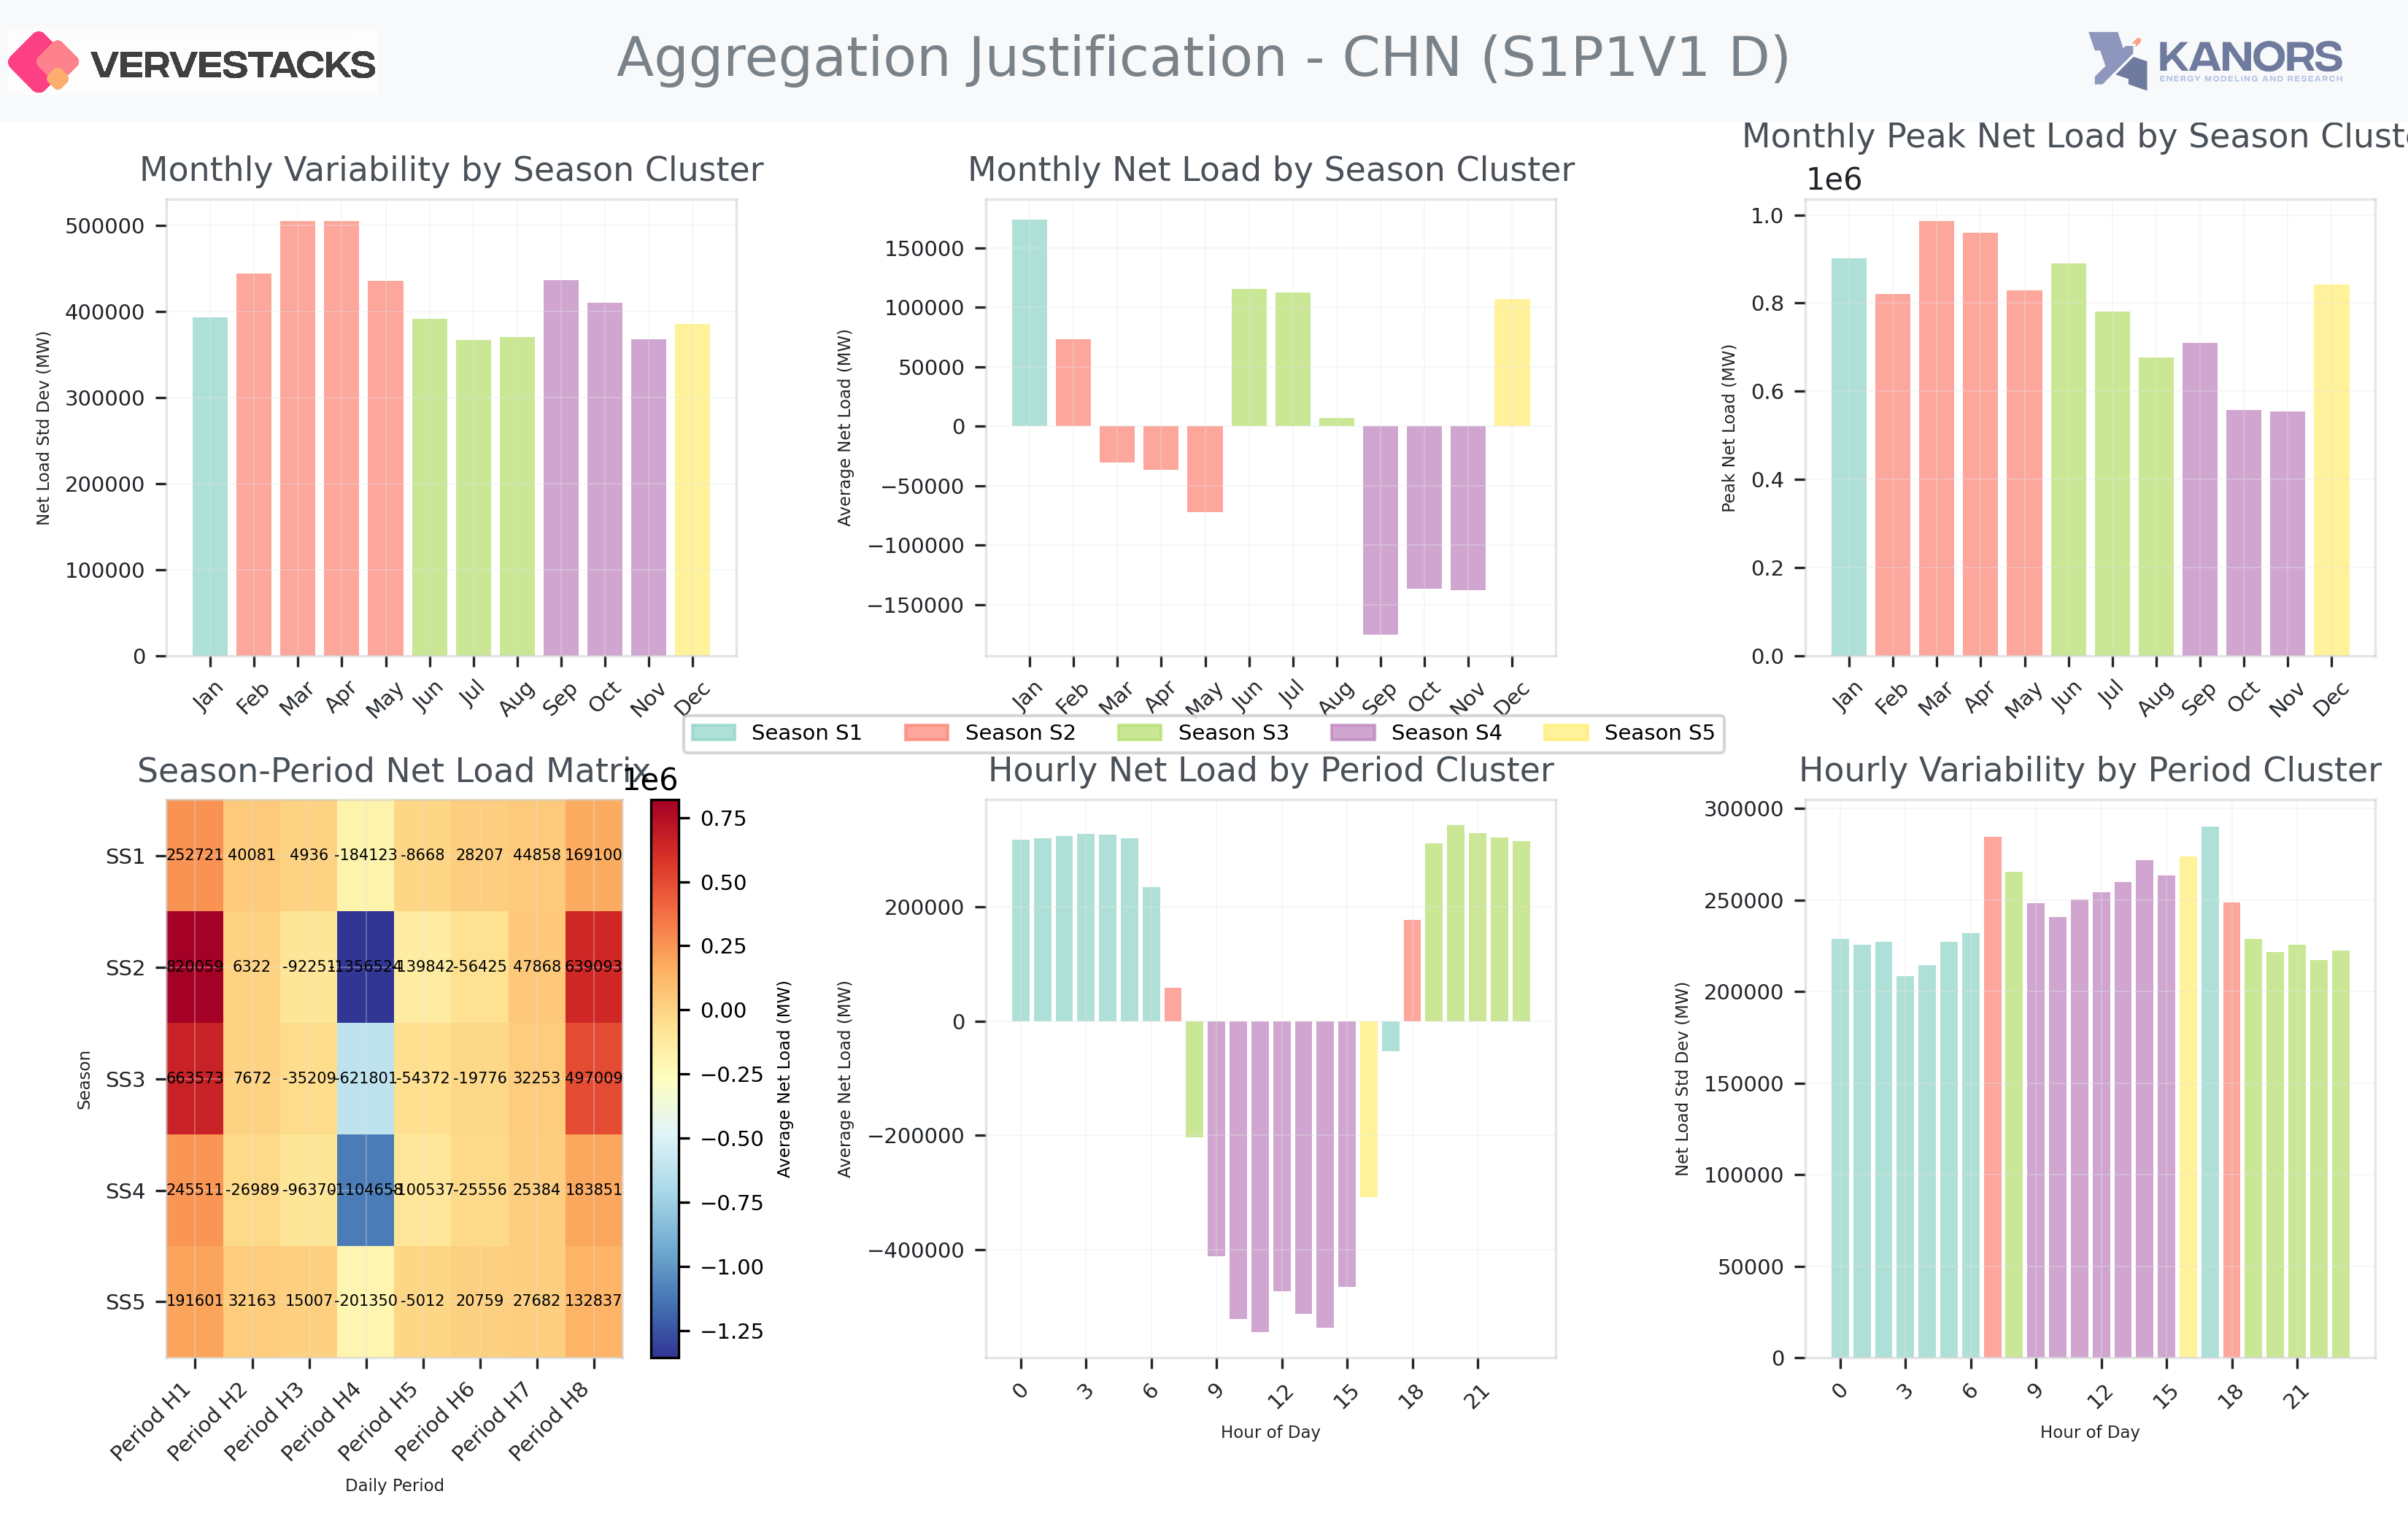 VERVESTACKS
Aggregation Justification - CHN (S1P1V1 D)
KANORS
ENERGY MODELING AND RESEARCH
Monthly Variability by Season Cluster
Net Load Std Dev (MW)
500000
400000
300000
200000
100000
0
Jan Feb Mar Apr May Jun Jul Aug Sep Oct Nov Dec
Monthly Net Load by Season Cluster
Average Net Load (MW)
150000
100000
50000
0
−50000
−100000
−150000
Jan Feb Mar Apr May Jun Jul Aug Sep Oct Nov Dec
Monthly Peak Net Load by Season Clust
1e6
Peak Net Load (MW)
1.0
0.8
0.6
0.4
0.2
0.0
Jan Feb Mar Apr May Jun Jul Aug Sep Oct Nov Dec
Season S1 Season S2 Season S3 Season S4 Season S5
Season-Period Net Load Matrix
1e6
Season
SS1 252721 40081 4936 -184123 -8668 28207 44858 169100
SS2 820059 6322 -92251 -1356524 -139842 -56425 47868 639093
SS3 663573 7672 -35209 -621801 -54372 -19776 32253 497009
SS4 245511 -26989 -96370 -1104658 -100537 -25556 25384 183851
SS5 191601 32163 15007 -201350 -5012 20759 27682 132837
Period H1 Period H2 Period H3 Period H4 Period H5 Period H6 Period H7 Period H8
Daily Period
0.75
0.50
0.25
0.00
−0.25
−0.50
−0.75
−1.00
−1.25
Average Net Load (MW)
Hourly Net Load by Period Cluster
Average Net Load (MW)
200000
0
−200000
−400000
0 3 6 9 12 15 18 21
Hour of Day
Hourly Variability by Period Cluster
Net Load Std Dev (MW)
300000
250000
200000
150000
100000
50000
0
0 3 6 9 12 15 18 21
Hour of Day